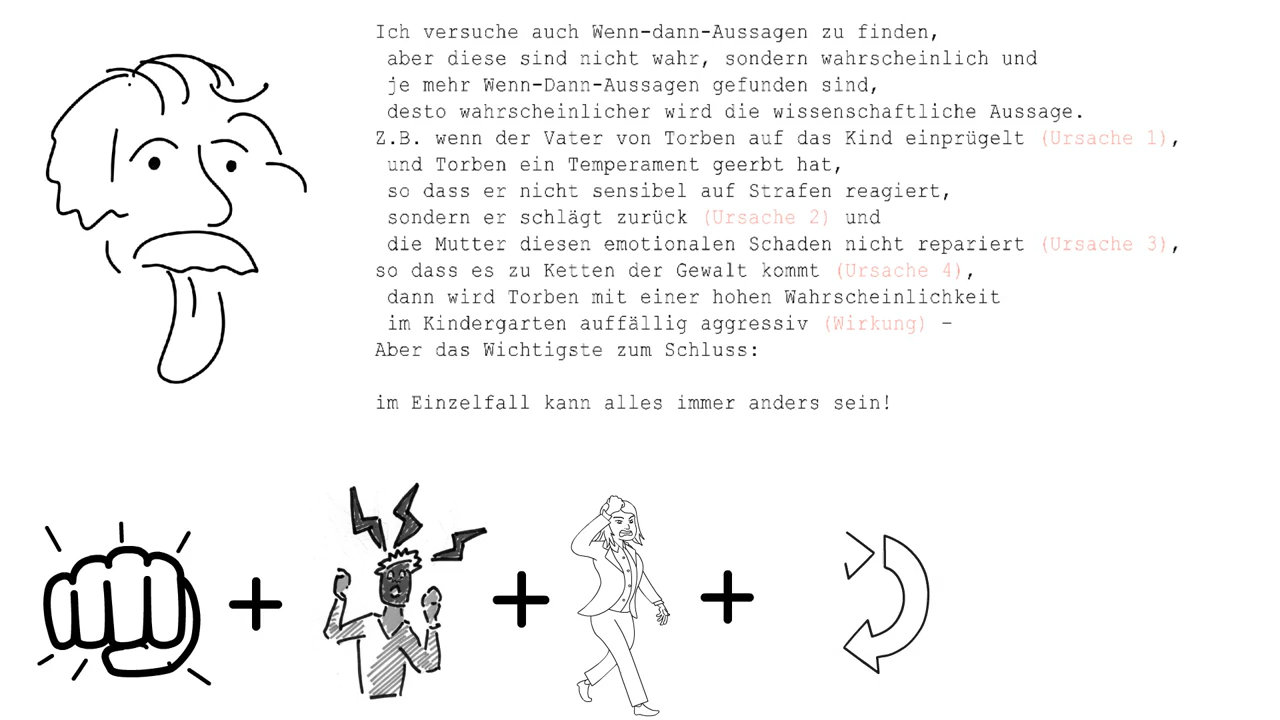 Ich versuche auch Wenn-dann-Aussagen zu finden,
aber diese sind nicht wahr, sondern wahrscheinlich und
je mehr Wenn-Dann-Aussagen gefunden sind,
desto wahrscheinlicher wird die wissenschaftliche Aussage.
Z.B. wenn der Vater von Torben auf das Kind einprügelt (Ursache 1),
und Torben ein Temperament geerbt hat,
so dass er nicht sensibel auf Strafen reagiert,
sondern er schlägt zurück (Ursache 2) und
die Mutter diesen emotionalen Schaden nicht repariert (Ursache 3),
so dass es zu Ketten der Gewalt kommt (Ursache 4),
dann wird Torben mit einer hohen Wahrscheinlichkeit
im Kindergarten auffällig aggressiv (Wirkung) –
Aber das Wichtigste zum Schluss:
im Einzelfall kann alles immer anders sein!